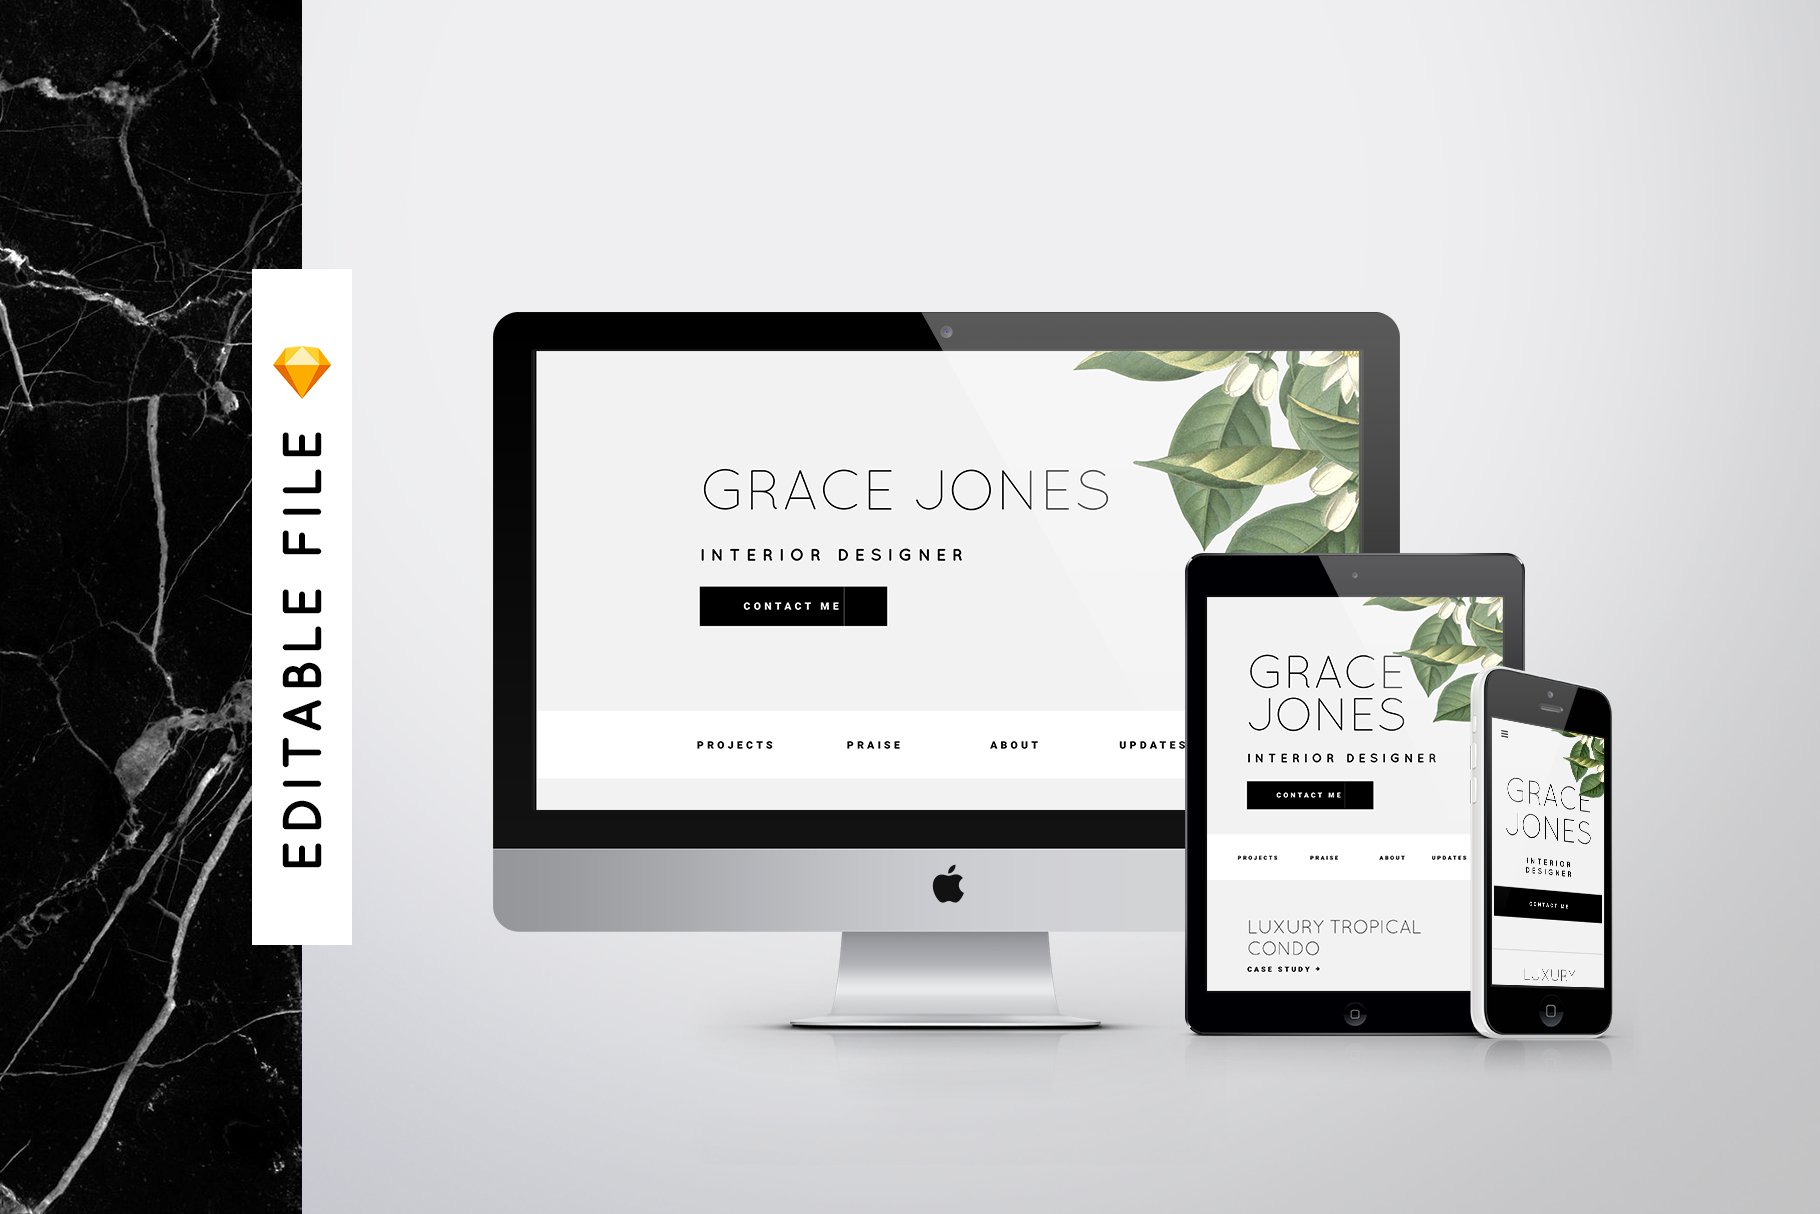 EDITABLE FILE
GRACE JONES
INTERIOR DESIGNER
CONTACT ME
PROJECTS PRAISE ABOUT UPDATES
GRACE
JONES
INTERIOR DESIGNER
CONTACT ME
PROJECTS PRAISE ABOUT UPDATES
LUXURY TROPICAL
CONDO
CASE STUDY
GRACE
JONES
INTERIOR
DESIGNER
CONTACT ME
LUXURY